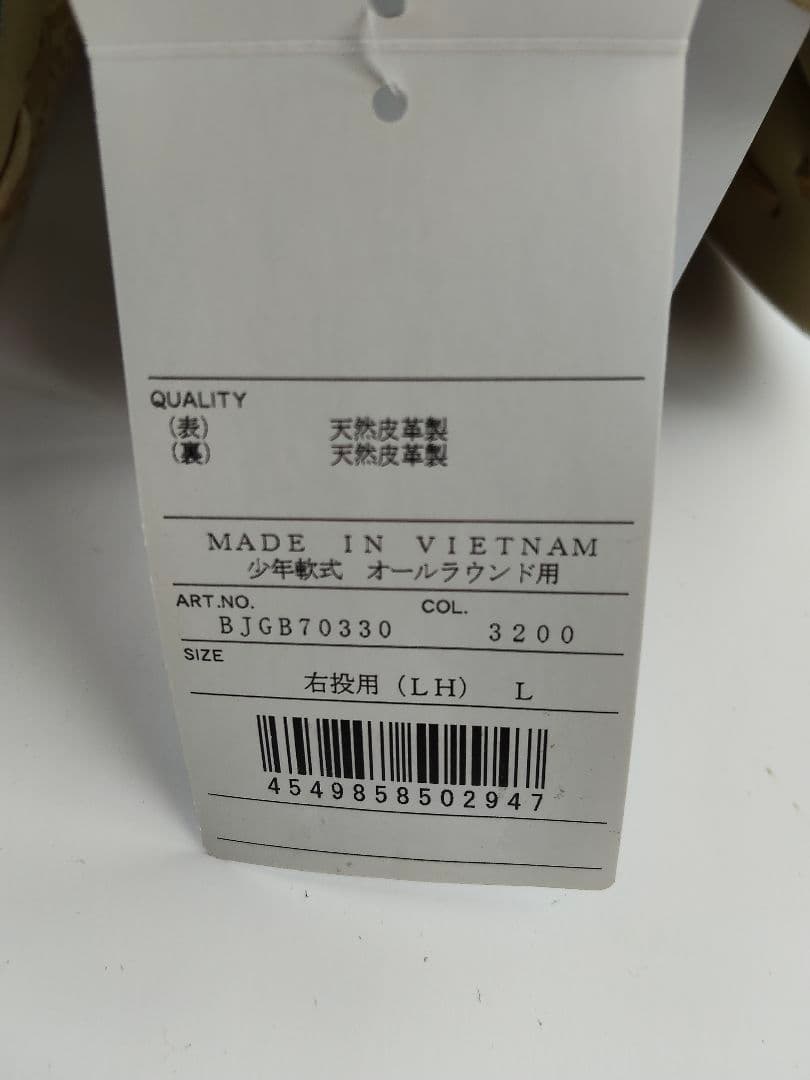 QUALITY
(表) 天然皮革製
(裏) 天然皮革製
MADE IN VIETNAM
少年軟式 オールラウンド用
ART.NO. COL.
BJGB70330 3200
SIZE
右投用 (LH) L
4549858502947